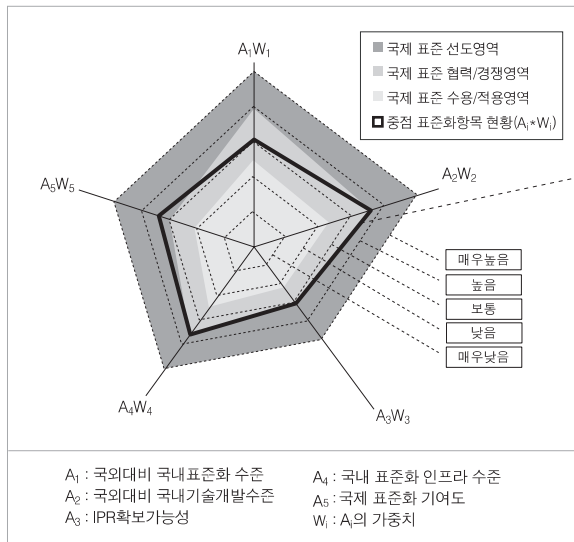 A₁W₁
국제 표준 선도영역
국제 표준 협력/경쟁영역
국제 표준 수용/적용영역
중점 표준화항목 현황(Aᵢ*Wᵢ)
A₂W₂
A₅W₅
매우높음
높음
보통
낮음
매우낮음
A₄W₄
A₃W₃
A₁ : 국외대비 국내표준화 수준
A₂ : 국외대비 국내기술개발수준
A₃ : IPR확보가능성
A₄ : 국내 표준화 인프라 수준
A₅ : 국제 표준화 기여도
Wᵢ : Aᵢ의 가중치